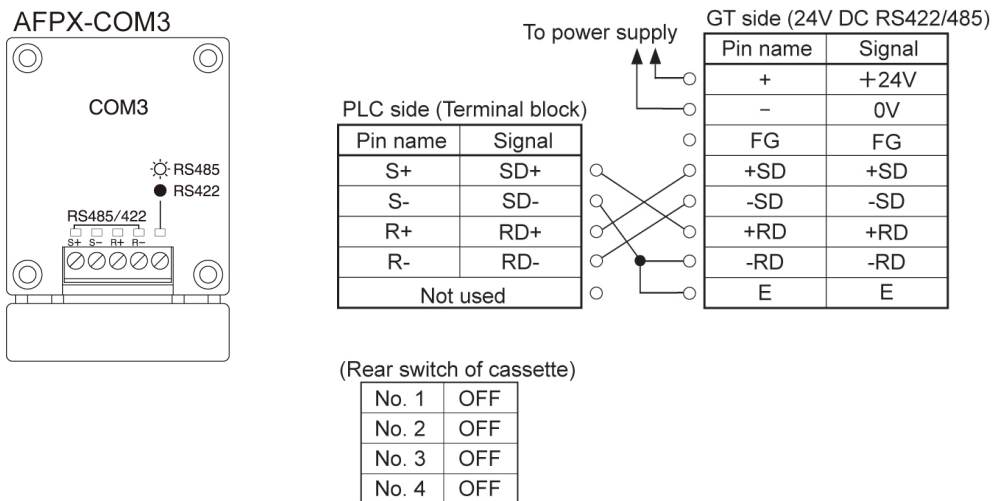 AFPX-COM3
COM3
RS485
RS422
RS485/422
S+ S- R+ R-
To power supply
PLC side (Terminal block)
Pin name Signal
S+ SD+
S- SD-
R+ RD+
R- RD-
Not used
GT side (24V DC RS422/485)
Pin name Signal
+ +24V
− 0V
FG FG
+SD +SD
-SD -SD
+RD +RD
-RD -RD
E E
(Rear switch of cassette)
No. 1 OFF
No. 2 OFF
No. 3 OFF
No. 4 OFF